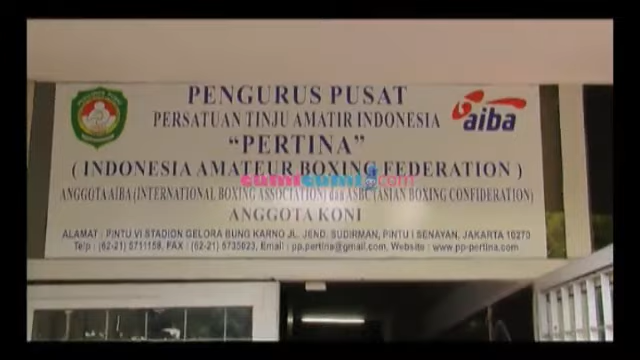 PENGURUS PUSAT
PERSATUAN TINJU AMATIR INDONESIA
"PERTINA"
( INDONESIA AMATEUR BOXING FEDERATION )
cumicumi.com
ANGGOTA AIBA (INTERNATIONAL BOXING ASSOCIATION) dan ASBC (ASIAN BOXING CONFIDERATION)
ANGGOTA KONI
ALAMAT : PINTU VI STADION GELORA BUNG KARNO JL. JEND. SUDIRMAN, PINTU I SENAYAN, JAKARTA 10270
Telp : (62-21) 5711158, FAX : (62-21) 5735023, Email : pp.pertina@gmail.com, Website : www.pp-pertina.com
aiba